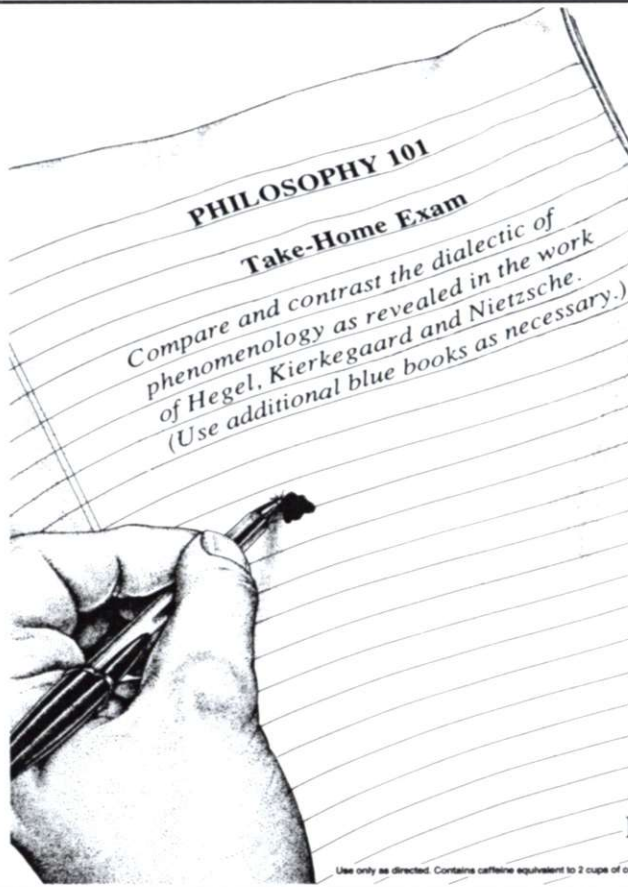 PHILOSOPHY 101
Take-Home Exam
Compare and contrast the dialectic of
phenomenology as revealed in the work
of Hegel, Kierkegaard and Nietzsche.
(Use additional blue books as necessary.)
Use only as directed. Contains caffeine equivalent to 2 cups of